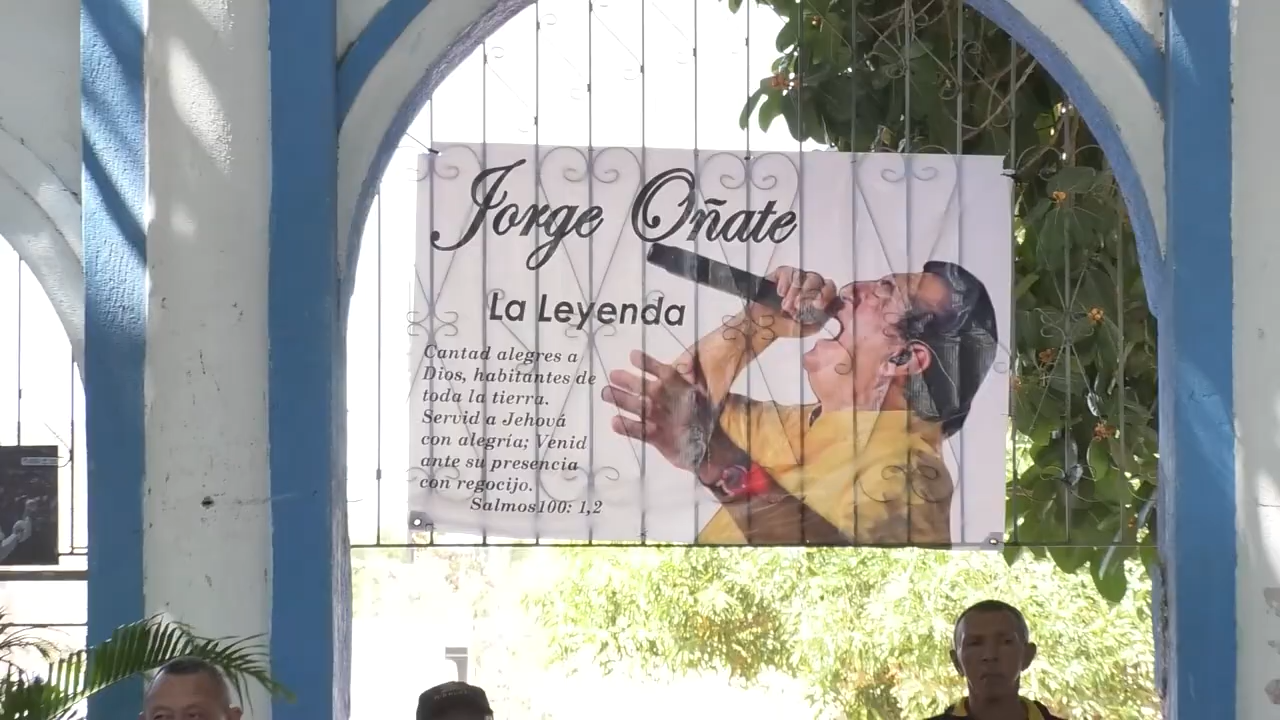 Jorge Oñate
La Leyenda
Cantad alegres a
Dios, habitantes de
toda la tierra.
Servid a Jehová
con alegría; Venid
ante su presencia
con regocijo.
Salmos100: 1,2